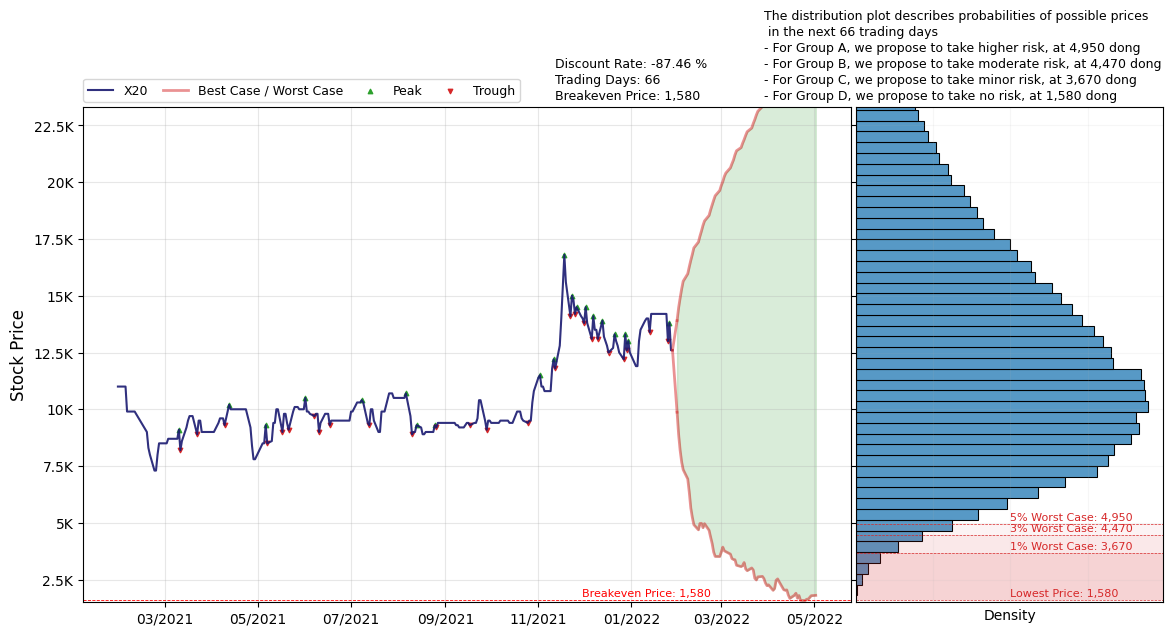 The distribution plot describes probabilities of possible prices
in the next 66 trading days
- For Group A, we propose to take higher risk, at 4,950 dong
- For Group B, we propose to take moderate risk, at 4,470 dong
- For Group C, we propose to take minor risk, at 3,670 dong
- For Group D, we propose to take no risk, at 1,580 dong
Discount Rate: -87.46 %
Trading Days: 66
Breakeven Price: 1,580
X20
Best Case / Worst Case
Peak
Trough
Stock Price
22.5K
20K
17.5K
15K
12.5K
10K
7.5K
5K
2.5K
Breakeven Price: 1,580
5% Worst Case: 4,950
3% Worst Case: 4,470
1% Worst Case: 3,670
Lowest Price: 1,580
03/2021
05/2021
07/2021
09/2021
11/2021
01/2022
03/2022
05/2022
Density